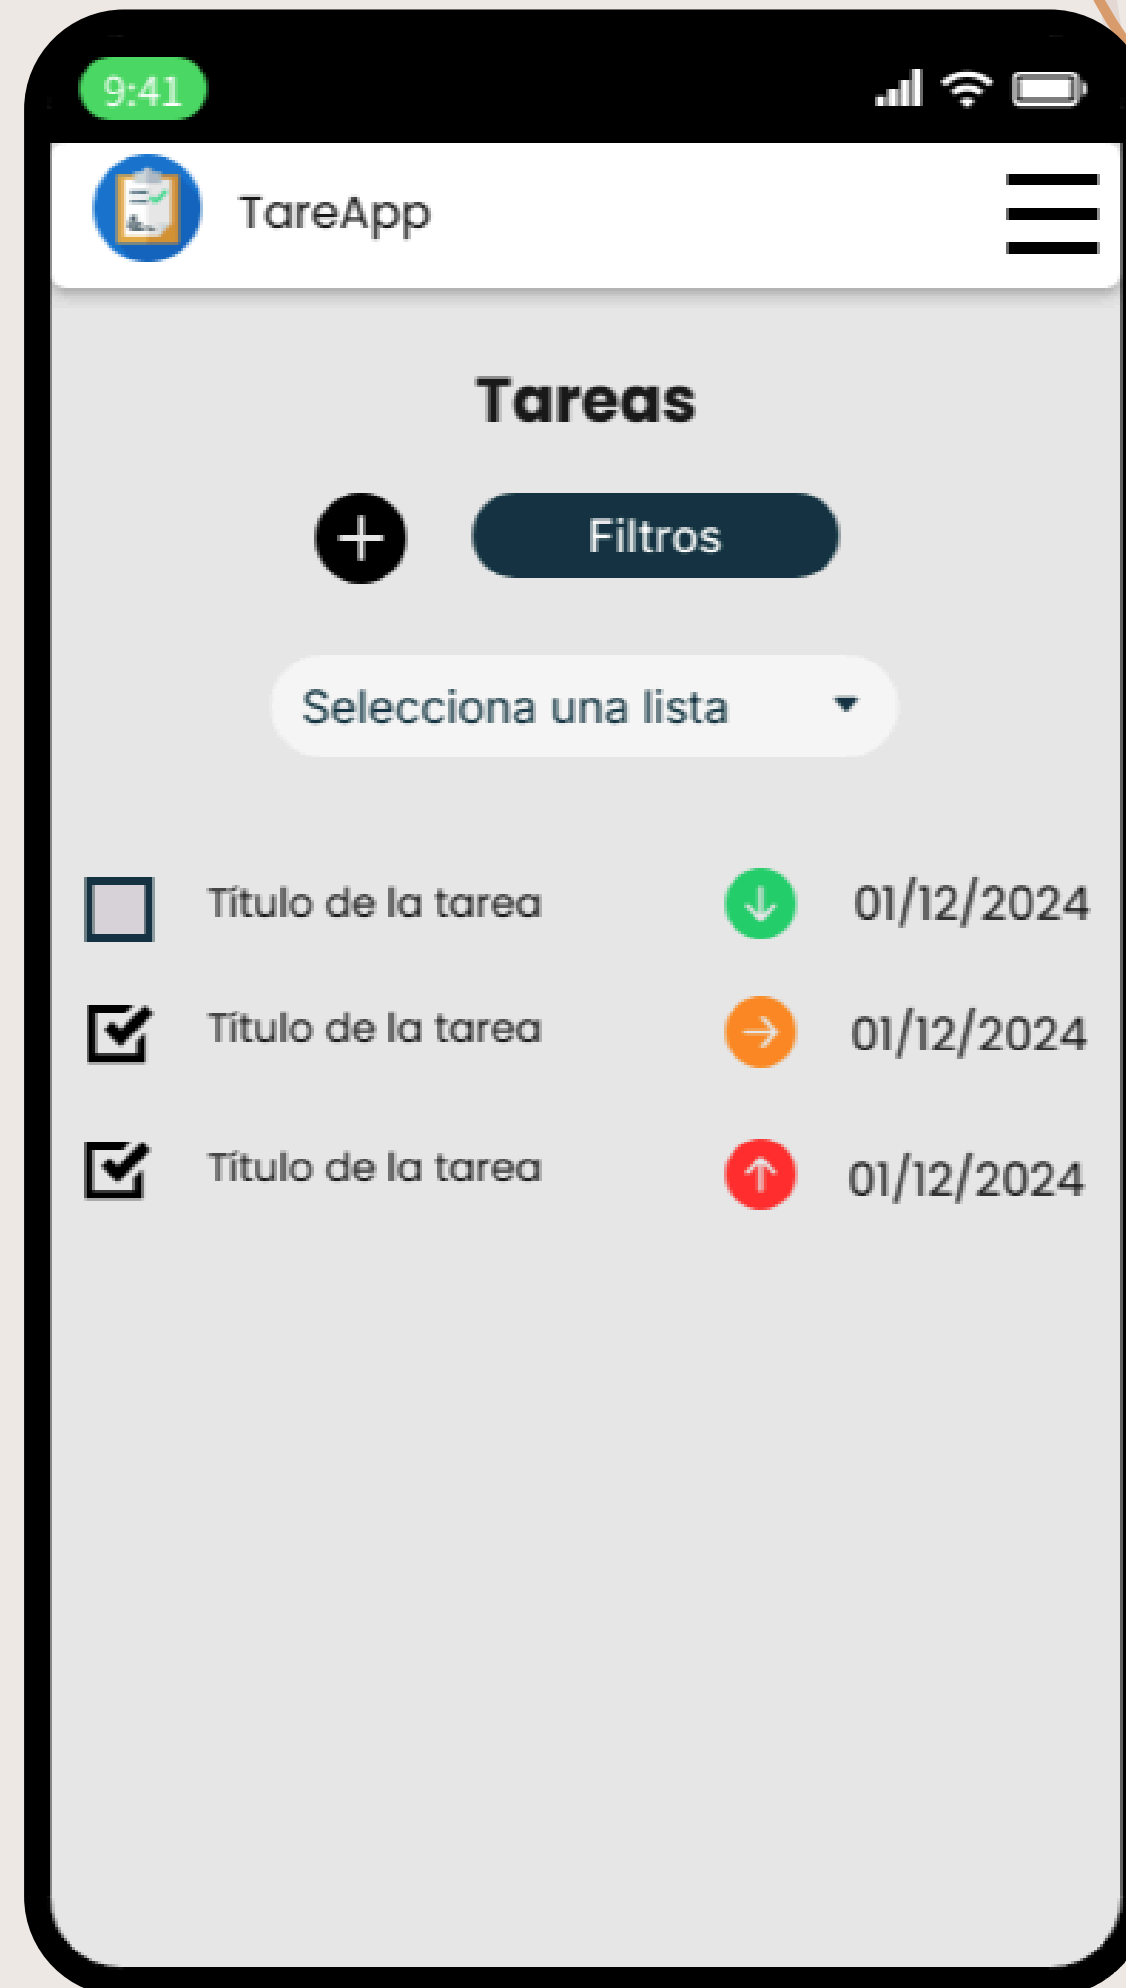 9:41
TareApp
Tareas
Filtros
Selecciona una lista
Título de la tarea 01/12/2024
Título de la tarea 01/12/2024
Título de la tarea 01/12/2024